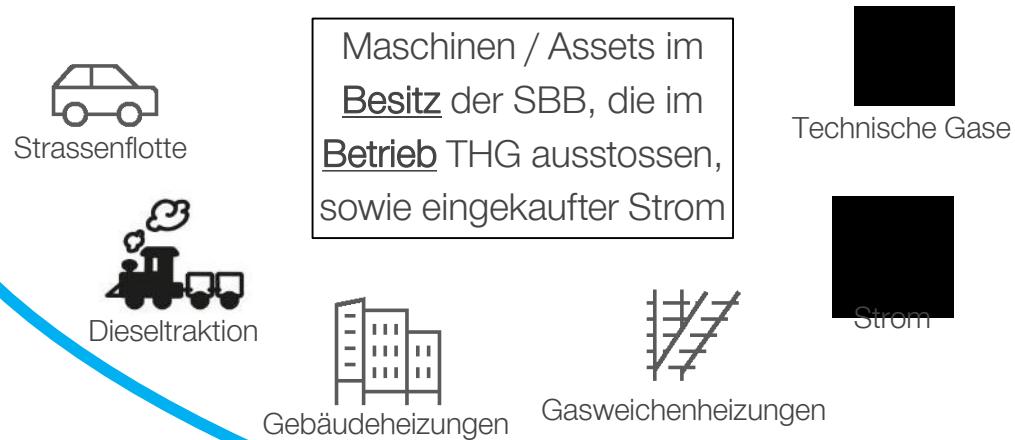 Maschinen / Assets im
Besitz der SBB, die im
Betrieb THG ausstossen,
sowie eingekaufter Strom
Strassenflotte
Technische Gase
Dieseltraktion
Strom
Gebäudeheizungen
Gasweichenheizungen